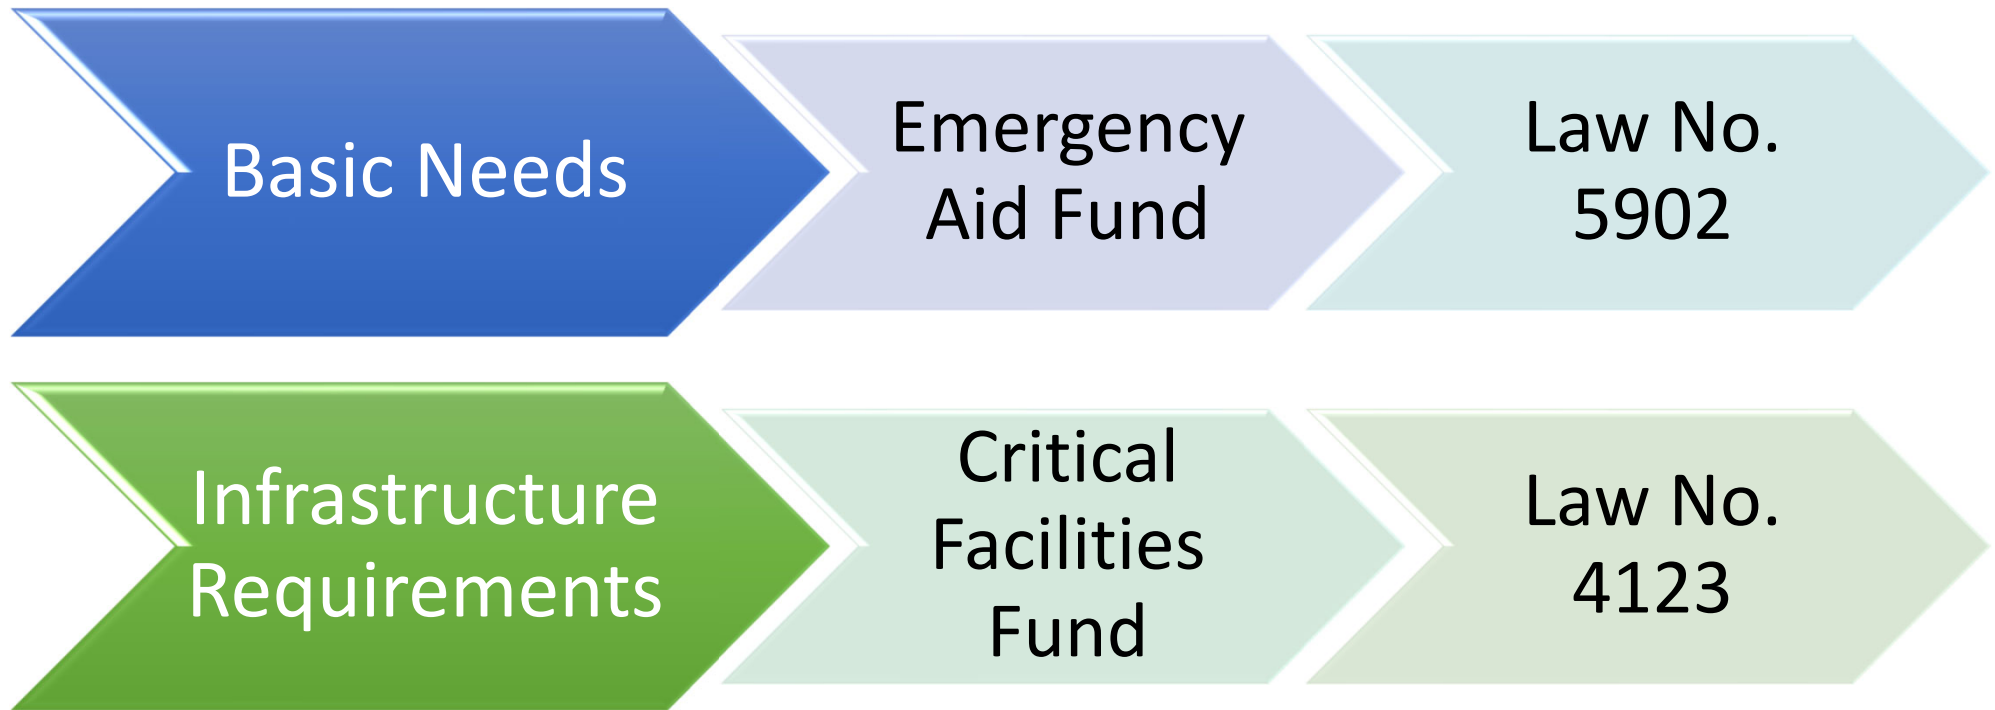 Basic Needs
Emergency
Aid Fund
Law No.
5902
Infrastructure
Requirements
Critical
Facilities
Fund
Law No.
4123